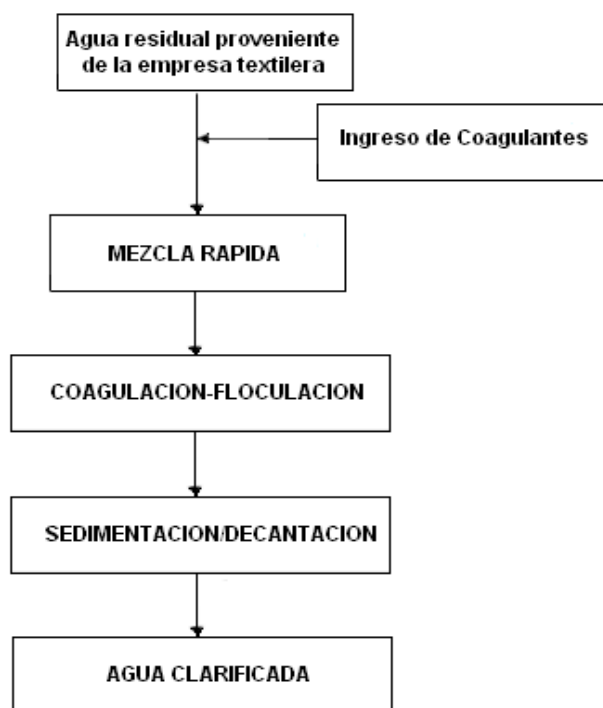 Agua residual proveniente
de la empresa textilera
Ingreso de Coagulantes
MEZCLA RAPIDA
COAGULACION-FLOCULACION
SEDIMENTACION/DECANTACION
AGUA CLARIFICADA